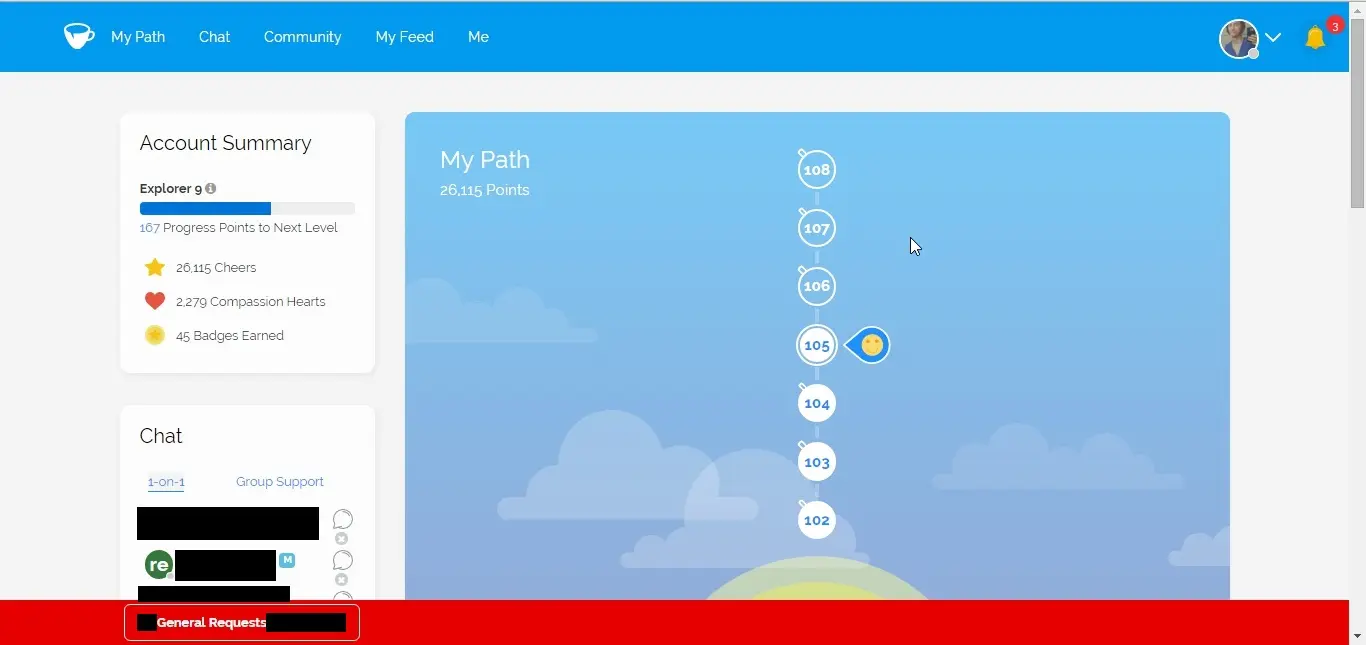 My Path Chat Community My Feed Me
3
Account Summary
Explorer 9
167 Progress Points to Next Level
26,115 Cheers
2,279 Compassion Hearts
45 Badges Earned
Chat
1-on-1 Group Support
re
M
General Requests
My Path
26,115 Points
108
107
106
105
104
103
102